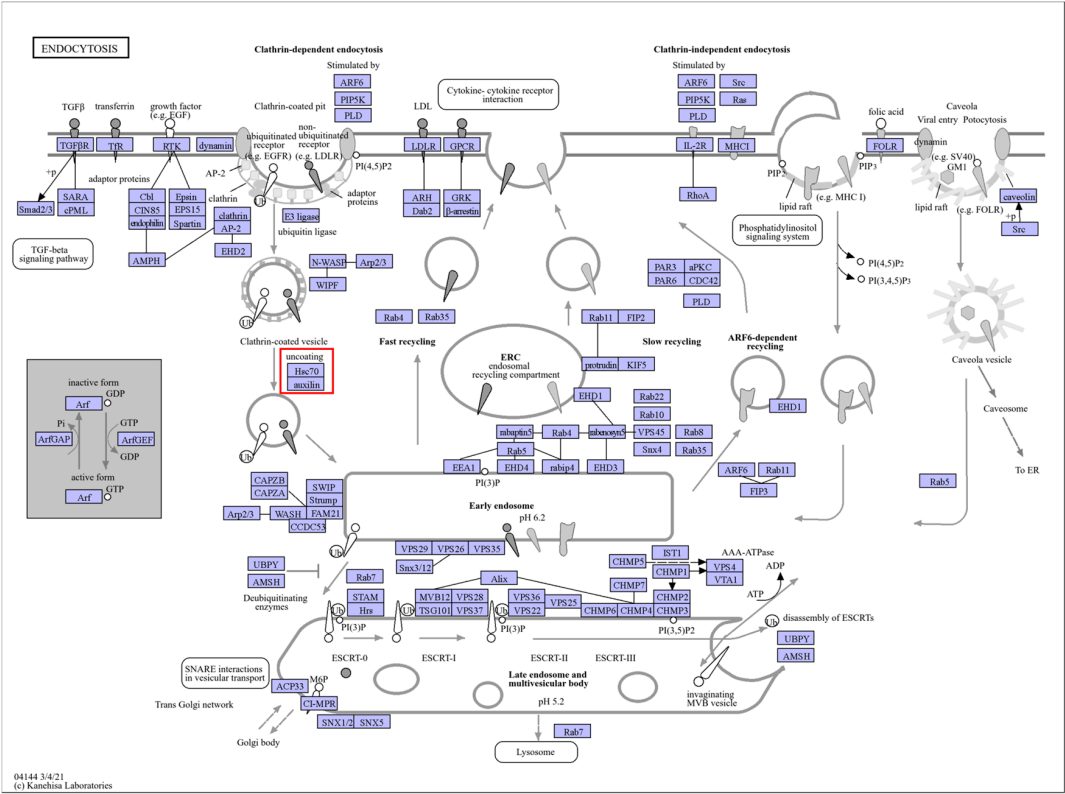 ENDOCYTOSIS
Clathrin-dependent endocytosis
Stimulated by
ARF6
PIP5K
PLD
Clathrin-independent endocytosis
Stimulated by
ARF6
Src
PIP5K
Ras
PLD
Cytokine- cytokine receptor
interaction
TGFβ
transferrin
growth factor
(e.g. EGF)
Clathrin-coated pit
LDL
folic acid
Caveola
Viral entry
Potocytosis
TGFβR
TfR
RTK
dynamin
ubiquitinated
receptor
(e.g. EGFR)
non-
ubiquitinated
receptor
(e.g. LDLR)
PI(4,5)P2
LDLR
GPCR
IL-2R
MHCI
PIP2
PIP3
FOLR
dynamin
(e.g. SV40)
GM1
+p
adaptor proteins
AP-2
clathrin
Ub
adaptor
proteins
SARA
cPML
Smad2/3
Cbl
CIN85
endophilin
Epsin
EPS15
Spartin
clathrin
AP-2
EHD2
AMPH
E3 ligase
ubiquitin ligase
ARH
Dab2
GRK
β-arrestin
RhoA
lipid raft
(e.g. MHC I)
lipid raft
(e.g. FOLR)
caveolin
+p
Src
TGF-beta
signaling pathway
Phosphatidylinositol
signaling system
N-WASP
Arp2/3
WIPF
PI(4,5)P2
PI(3,4,5)P3
PAR3
aPKC
PAR6
CDC42
PLD
Ub
Clathrin-coated vesicle
Rab4
Rab35
Fast recycling
Rab11
FIP2
protrudin
KIF5
Slow recycling
ARF6-dependent
recycling
EHD1
Caveola vesicle
Caveosome
To ER
uncoating
Hsc70
auxilin
ERC
endosomal
recycling compartment
EHD1
Rab22
Rab10
VPS45
Rab8
Snx4
Rab35
rabaptin5
Rab4
rabenosyn5
Rab5
EEA1
EHD4
rabip4
EHD3
PI(3)P
ARF6
Rab11
FIP3
Rab5
inactive form
Arf
GDP
Pi
GTP
ArfGAP
ArfGEF
GDP
active form
GTP
Arf
Ub
CAPZB
CAPZA
SWIP
Strump
Arp2/3
WASH
FAM21
CCDC53
Early endosome
pH 6.2
Ub
VPS29
VPS26
VPS35
Snx3/12
UBPY
AMSH
Deubiquitinating
enzymes
Rab7
STAM
Hrs
Alix
MVB12
VPS28
TSG101
VPS37
VPS36
VPS22
VPS25
CHMP5
IST1
CHMP1
CHMP7
CHMP2
CHMP6
CHMP4
CHMP3
AAA-ATPase
VPS4
VTA1
ADP
ATP
Ub
PI(3)P
Ub
Ub
PI(3)P
PI(3,5)P2
Ub
disassembly of ESCRTs
UBPY
AMSH
ESCRT-0
ESCRT-I
ESCRT-II
ESCRT-III
SNARE interactions
in vesicular transport
ACP33
M6P
CI-MPR
SNX1/2
SNX5
Trans Golgi network
Golgi body
Late endosome and
multivesicular body
pH 5.2
invaginating
MVB vesicle
Rab7
Lysosome
04144 3/4/21
(c) Kanehisa Laboratories